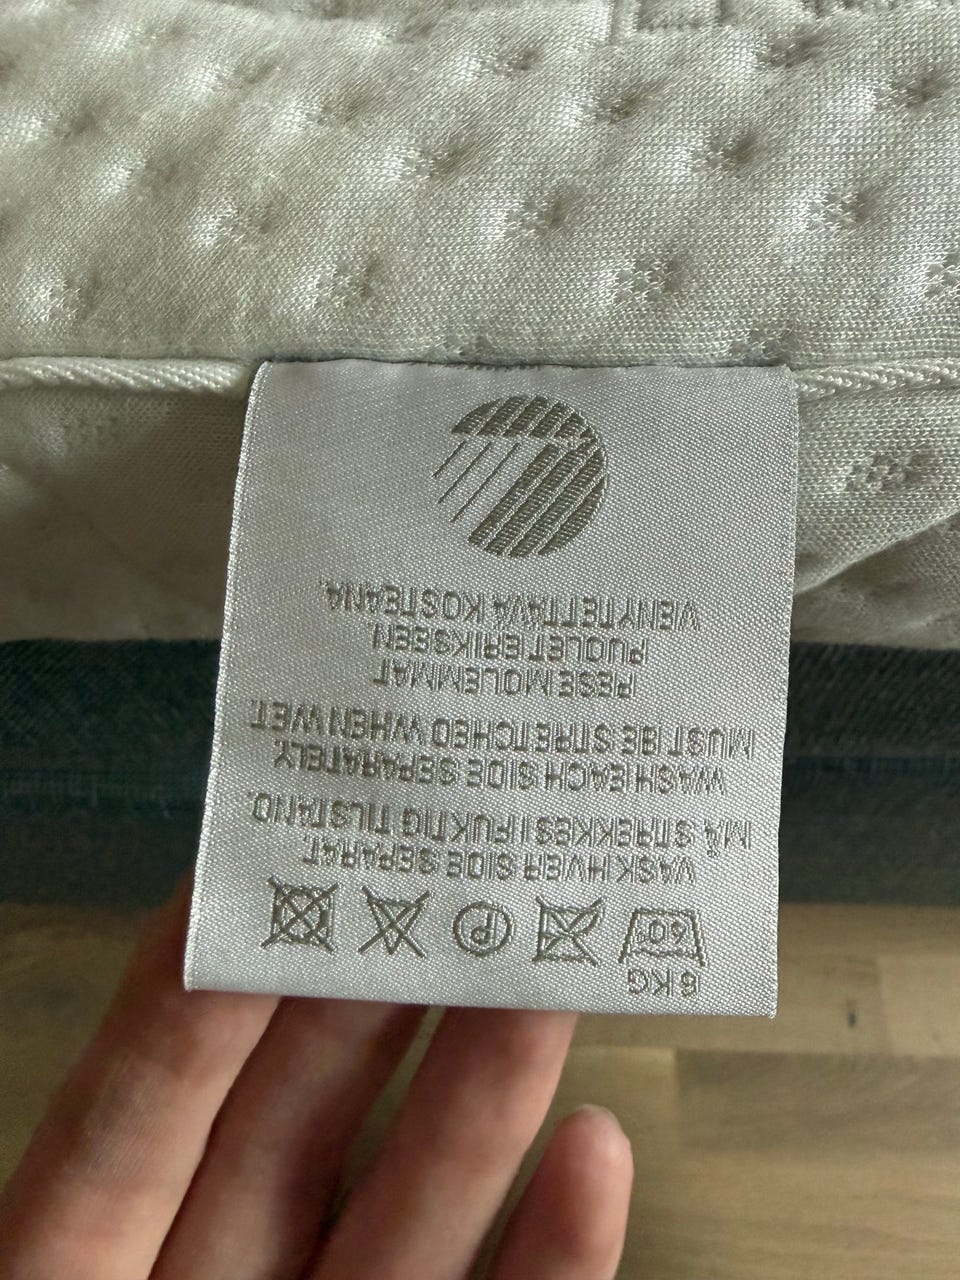 KG
60°
P
VASK HVER SIDE SEPARAT.
MÅ STREKKES I FUKTIG TILSTAND.
WASH EACH SIDE SEPARATELY.
MUST BE STRETCHED WHEN WET.
PESE MOLEMMAT
PUOLET ERIKSEEN.
VENYTETTÄVÄ KOSTEANA.